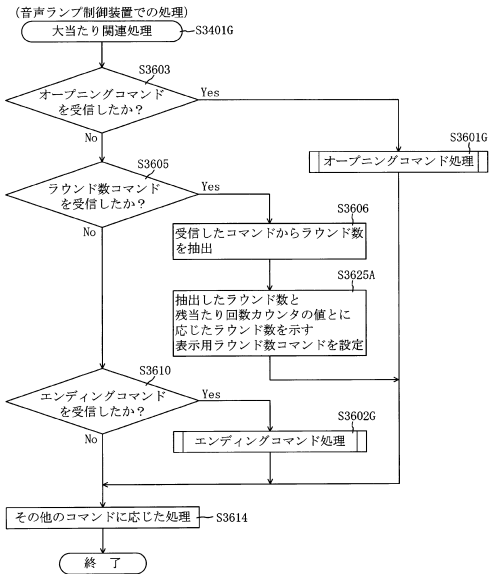 (音声ランプ制御装置での処理)
大当たり関連処理
S3401G
S3603
オープニングコマンド
を受信したか?
Yes
No
S3601G
オープニングコマンド処理
S3605
ラウンド数コマンド
を受信したか?
Yes
No
S3606
受信したコマンドからラウンド数
を抽出
S3625A
抽出したラウンド数と
残当たり回数カウンタの値とに
応じたラウンド数を示す
表示用ラウンド数コマンドを設定
S3610
エンディングコマンド
を受信したか?
Yes
No
S3602G
エンディングコマンド処理
その他のコマンドに応じた処理
S3614
終 了